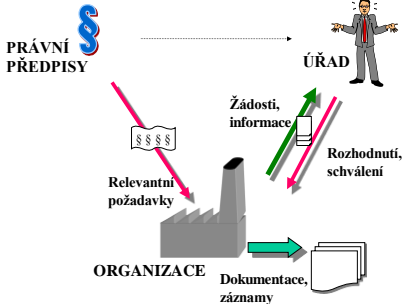 PRÁVNÍ
PŘEDPISY
§
ÚŘAD
Žádosti,
informace
§ § § §
Rozhodnutí,
schválení
Relevantní
požadavky
ORGANIZACE
Dokumentace,
záznamy